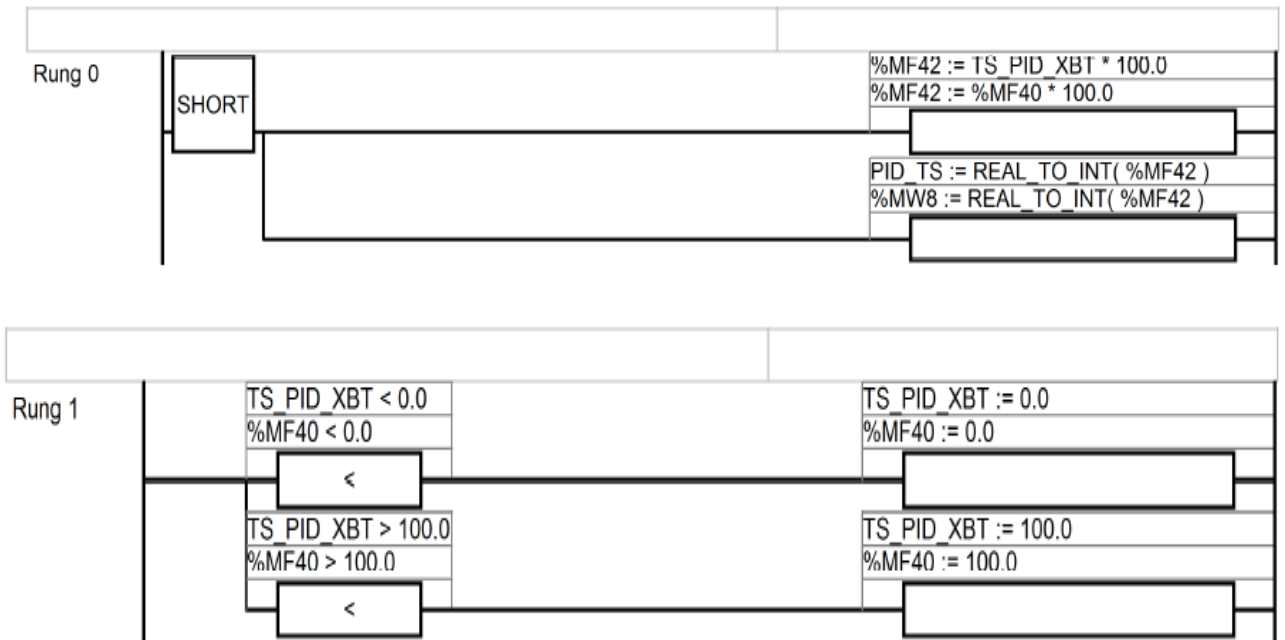 Rung 0
SHORT
%MF42 := TS_PID_XBT * 100.0
%MF42 := %MF40 * 100.0
PID_TS := REAL_TO_INT( %MF42 )
%MW8 := REAL_TO_INT( %MF42 )
Rung 1
TS_PID_XBT < 0.0
%MF40 < 0.0
<
TS_PID_XBT := 0.0
%MF40 := 0.0
TS_PID_XBT > 100.0
%MF40 > 100.0
<
TS_PID_XBT := 100.0
%MF40 := 100.0